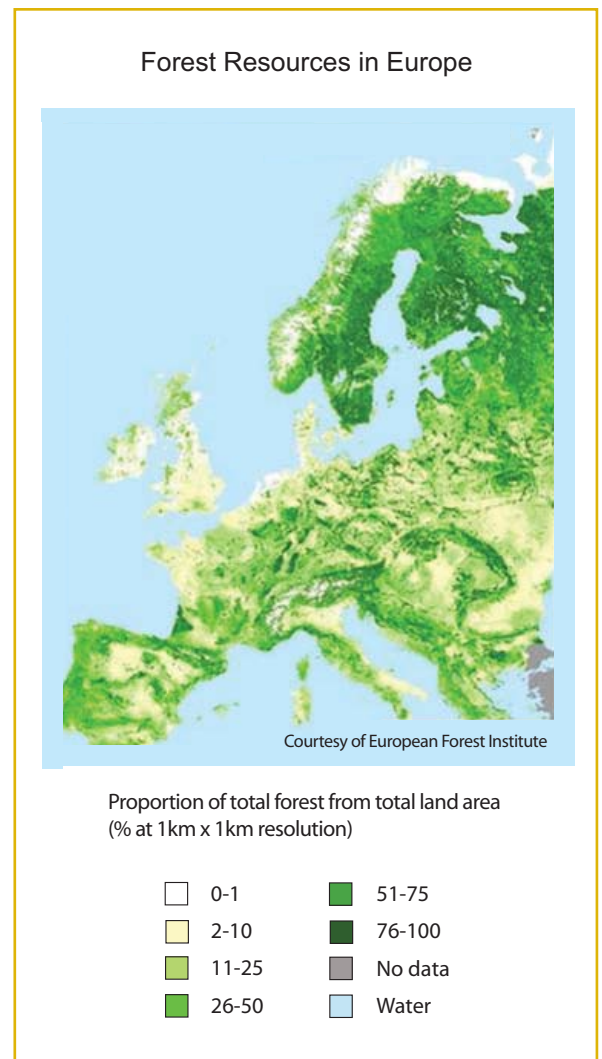 Forest Resources in Europe
Courtesy of European Forest Institute
Proportion of total forest from total land area
(% at 1km x 1km resolution)
0-1
2-10
11-25
26-50
51-75
76-100
No data
Water